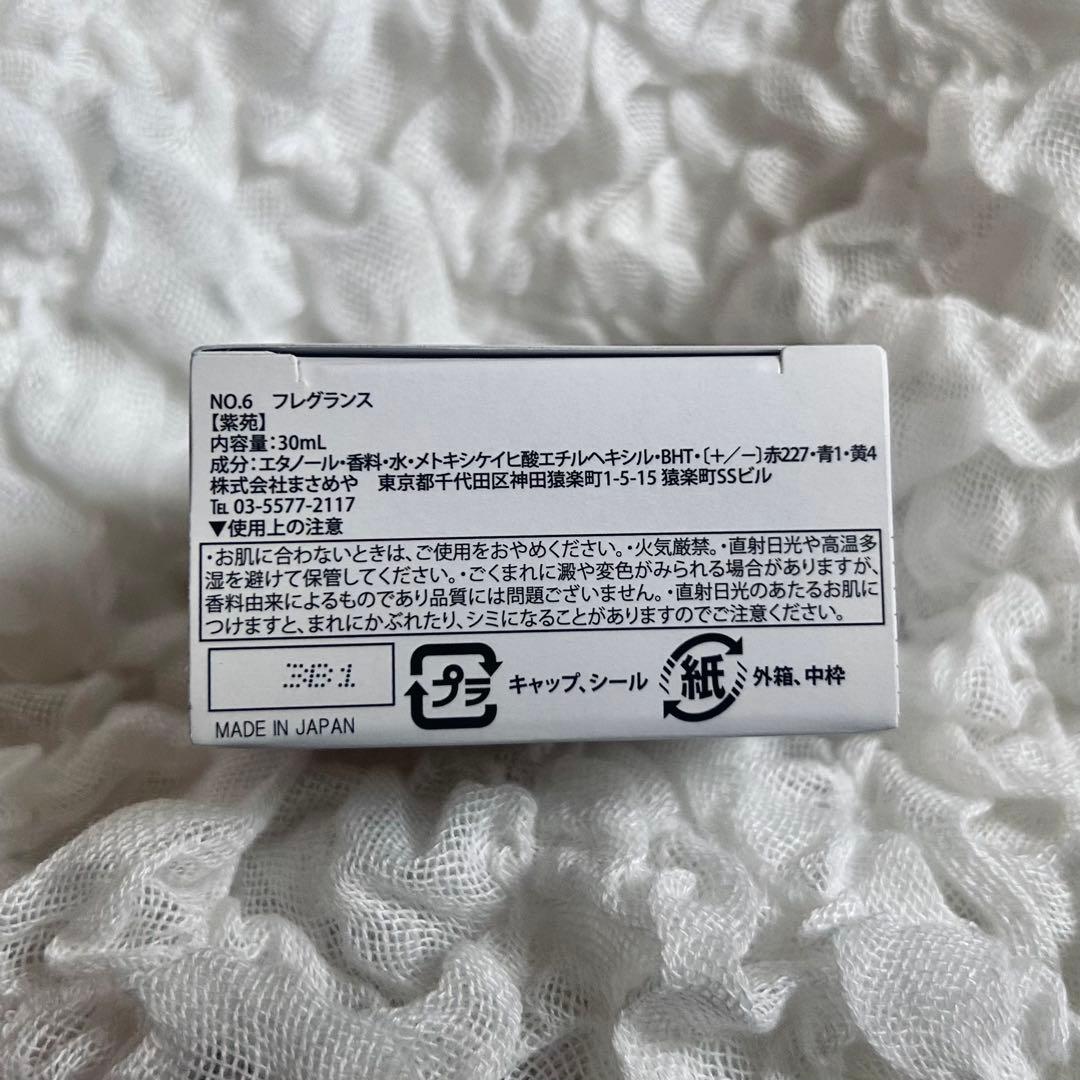 NO.6　フレグランス
【紫苑】
内容量：30mL
成分：エタノール・香料・水・メトキシケイヒ酸エチルヘキシル・BHT・〔＋／－〕赤227・青1・黄4
株式会社まさめや　東京都千代田区神田猿楽町1-5-15 猿楽町SSビル
℡ 03-5577-2117
▼使用上の注意
・お肌に合わないときは、ご使用をおやめください。・火気厳禁。・直射日光や高温多
湿を避けて保管してください。・ごくまれに澱や変色がみられる場合がありますが、
香料由来によるものであり品質には問題ございません。・直射日光のあたるお肌に
つけますと、まれにかぶれたり、シミになることがありますのでご注意ください。
3B1
プラ キャップ、シール 紙 外箱、中枠
MADE IN JAPAN